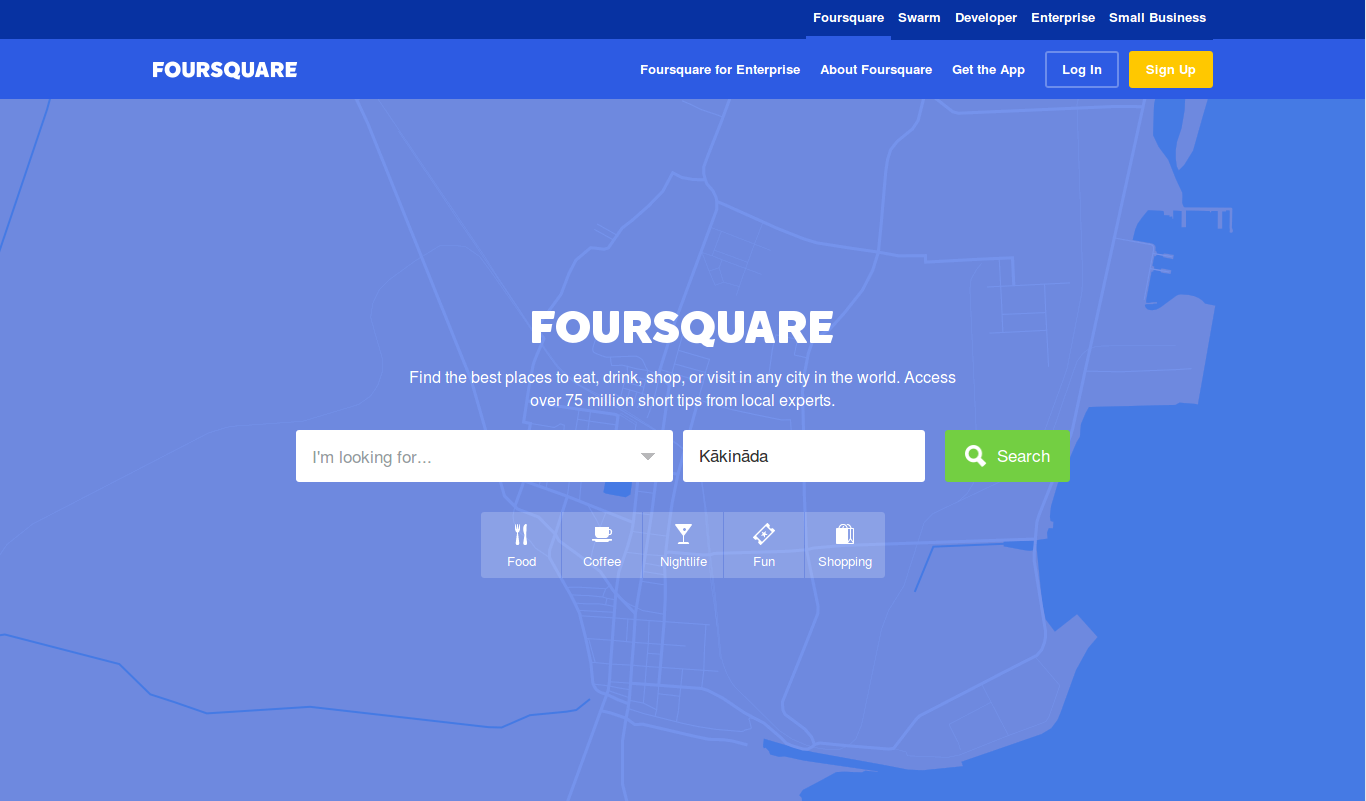 Foursquare Swarm Developer Enterprise Small Business
FOURSQUARE Foursquare for Enterprise About Foursquare Get the App Log In Sign Up
FOURSQUARE
Find the best places to eat, drink, shop, or visit in any city in the world. Access
over 75 million short tips from local experts.
I'm looking for... Kākināda Search
Food Coffee Nightlife Fun Shopping